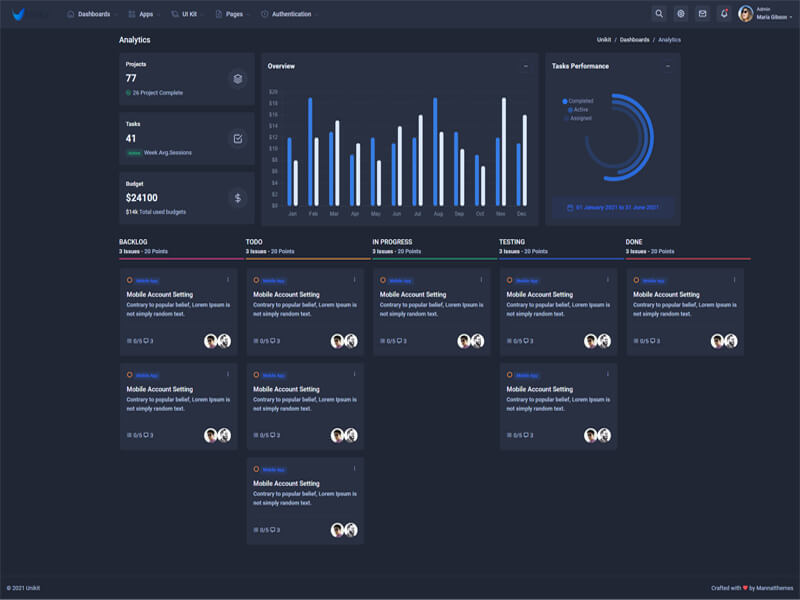 Dashboards
Apps
UI Kit
Pages
Authentication
Admin
Maria Gibson
Analytics
Unikit / Dashboards / Analytics
Projects
77
26 Project Complete
Tasks
41
Active Week Avg.Sessions
Budget
$24100
$14k Total used budgets
Overview
$20
$18
$16
$14
$12
$10
$8
$6
$4
$2
$0
Jan Feb Mar Apr May Jun Jul Aug Sep Oct Nov Dec
Tasks Performance
Completed
Active
Assigned
01 January 2021 to 31 June 2021
BACKLOG
3 Issues - 20 Points
Mobile App
Mobile Account Setting
Contrary to popular belief, Lorem Ipsum is
not simply random text.
0/5 3
Mobile App
Mobile Account Setting
Contrary to popular belief, Lorem Ipsum is
not simply random text.
0/5 3
TODO
3 Issues - 20 Points
Mobile App
Mobile Account Setting
Contrary to popular belief, Lorem Ipsum is
not simply random text.
0/5 3
Mobile App
Mobile Account Setting
Contrary to popular belief, Lorem Ipsum is
not simply random text.
0/5 3
Mobile App
Mobile Account Setting
Contrary to popular belief, Lorem Ipsum is
not simply random text.
0/5 3
IN PROGRESS
3 Issues - 20 Points
Mobile App
Mobile Account Setting
Contrary to popular belief, Lorem Ipsum is
not simply random text.
0/5 3
TESTING
3 Issues - 20 Points
Mobile App
Mobile Account Setting
Contrary to popular belief, Lorem Ipsum is
not simply random text.
0/5 3
Mobile App
Mobile Account Setting
Contrary to popular belief, Lorem Ipsum is
not simply random text.
0/5 3
DONE
3 Issues - 20 Points
Mobile App
Mobile Account Setting
Contrary to popular belief, Lorem Ipsum is
not simply random text.
0/5 3
© 2021 Unikit
Crafted with ❤ by Mannatthemes